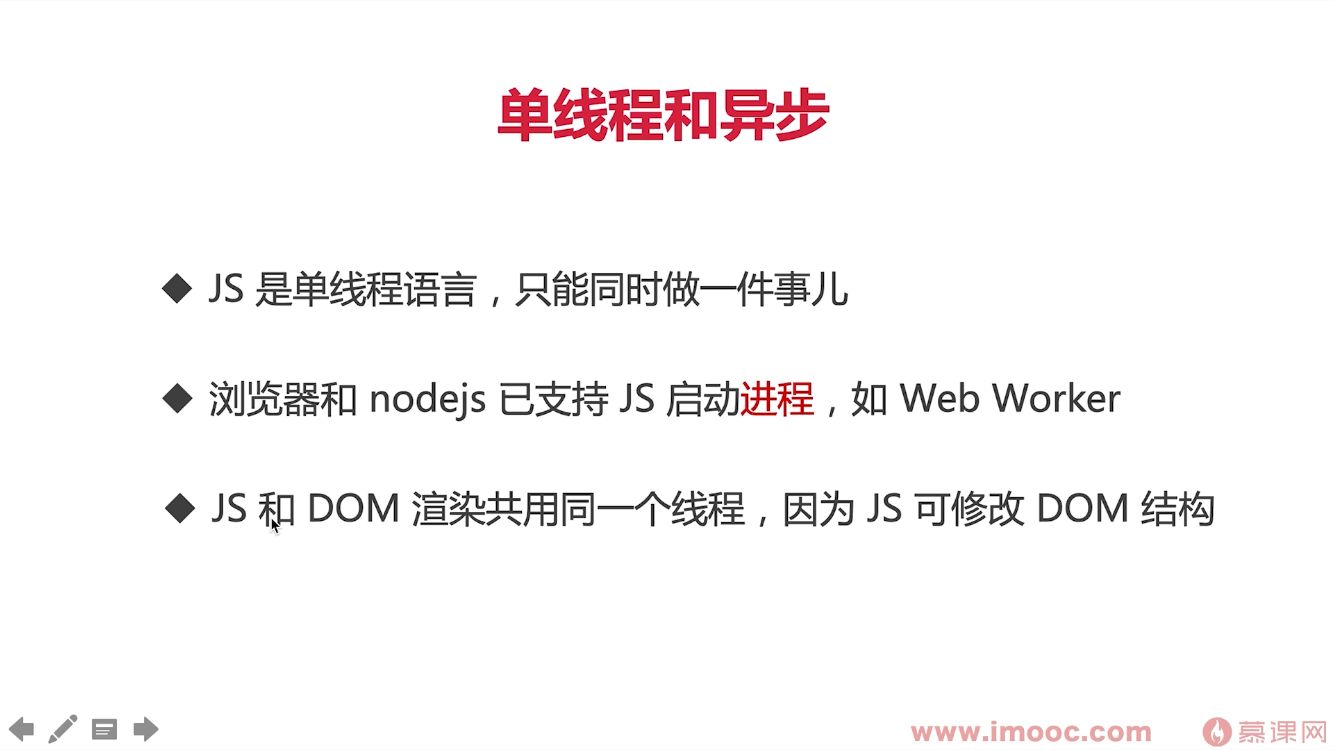 单线程和异步
◆ JS 是单线程语言，只能同时做一件事儿
◆ 浏览器和 nodejs 已支持 JS 启动进程，如 Web Worker
◆ JS 和 DOM 渲染共用同一个线程，因为 JS 可修改 DOM 结构
www.imooc.com 慕课网